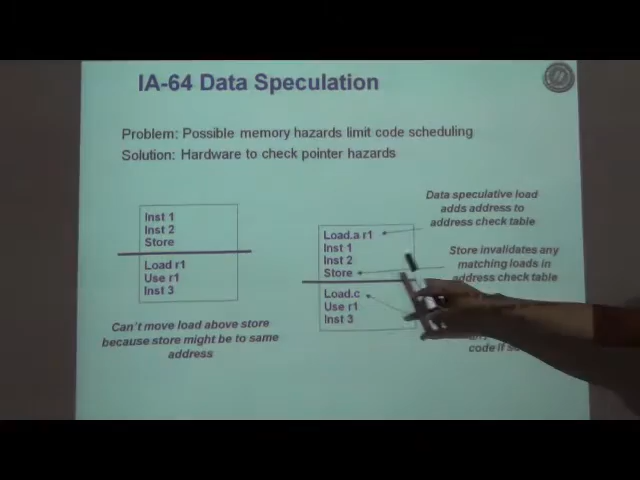 IA-64 Data Speculation
Problem: Possible memory hazards limit code scheduling
Solution: Hardware to check pointer hazards
Inst 1
Inst 2
Store
Load r1
Use r1
Inst 3
Can't move load above store
because store might be to same
address
Load.a r1
Inst 1
Inst 2
Store
Load.c
Use r1
Inst 3
Data speculative load
adds address to
address check table
Store invalidates any
matching loads in
address check table
code if